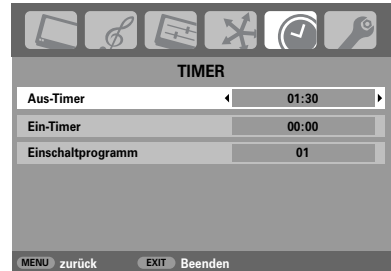 TIMER
Aus-Timer 01:30
Ein-Timer 00:00
Einschaltprogramm 01
MENU zurück EXIT Beenden